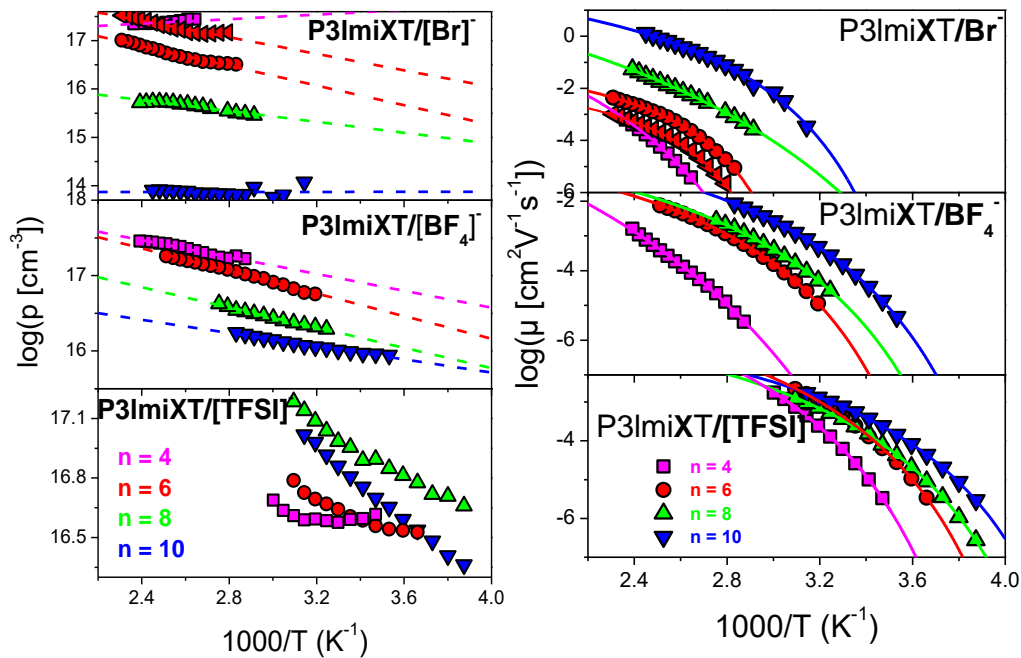 P3ImiXT/[Br]-
17
16
15
14
13
log(p [cm-3])
18
P3ImiXT/[BF4]-
17
16
P3ImiXT/[TFSI]-
17.1
16.8
16.5
n = 4
n = 6
n = 8
n = 10
2.4 2.8 3.2 3.6 4.0
1000/T (K-1)
P3ImiXT/Br-
0
-2
-4
-6
log(μ [cm2V-1s-1])
P3ImiXT/BF4-
-2
-4
-6
P3ImiXT/[TFSI]-
-4
-6
n = 4
n = 6
n = 8
n = 10
2.4 2.8 3.2 3.6 4.0
1000/T (K-1)